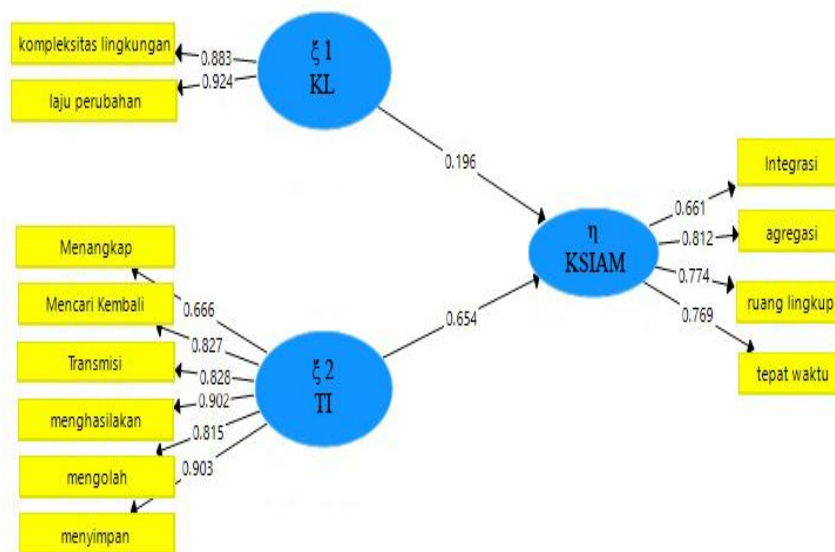 kompleksitas lingkungan
laju perubahan
0.883
0.924
ξ 1
KL
0.196
Menangkap
Mencari Kembali
Transmisi
menghasilakan
mengolah
menyimpan
0.666
0.827
0.828
0.902
0.815
0.903
ξ 2
TI
0.654
η
KSIAM
0.661
0.812
0.774
0.769
Integrasi
agregasi
ruang lingkup
tepat waktu